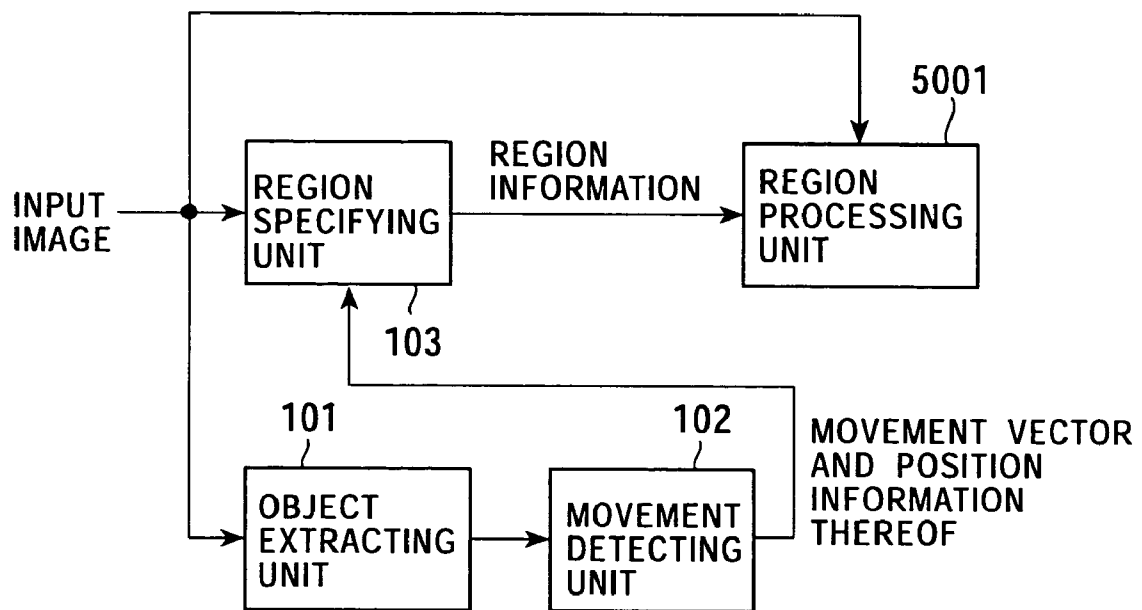 5001
INPUT
IMAGE
REGION
SPECIFYING
UNIT
REGION
INFORMATION
REGION
PROCESSING
UNIT
103
101
102
OBJECT
EXTRACTING
UNIT
MOVEMENT
DETECTING
UNIT
MOVEMENT VECTOR
AND POSITION
INFORMATION
THEREOF